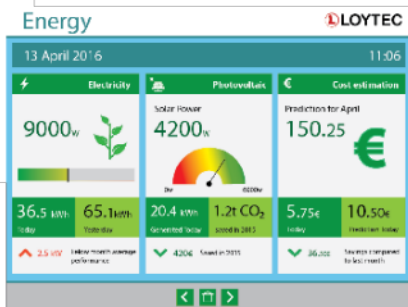 Energy
LOYTEC
13 April 2016
11:06
Electricity
Photovoltaic
€ Cost estimation
9000w
Solar Power
4200w
0w
6000w
Prediction for April
150.25
€
36.5 kWh
Today
65.1kWh
Yesterday
20.4 kWh
Generated Today
1.2t CO₂
saved in 2015
5.75€
Today
10.50€
Prediction Today
2.5 kW
Below month average
performance
420€
Saved in 2015
Savings compared
to last month